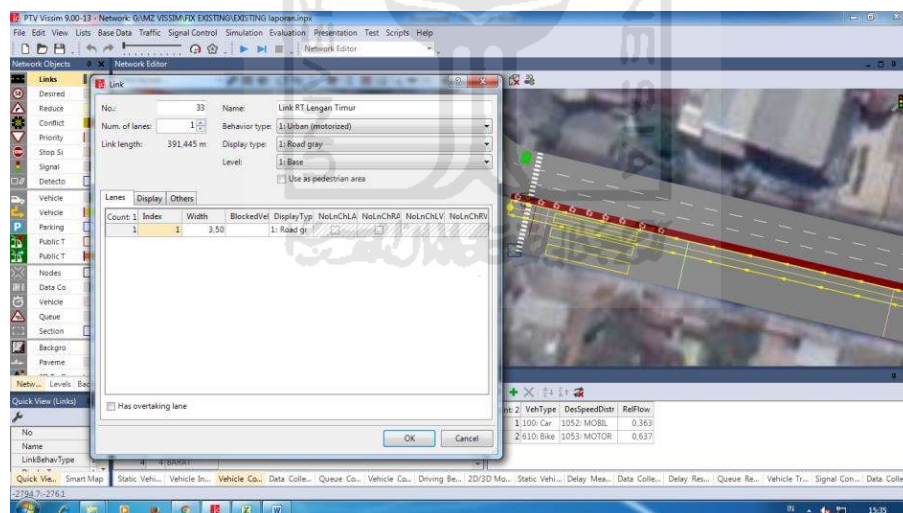 PTV Vissim 9.00-13 - Network: G:\MZ VISSIM\FIX EXISTING\EXISTING laporan.inpx
File Edit View Lists Base Data Traffic Signal Control Simulation Evaluation Presentation Test Scripts Help
Network Editor
Network Objects
Network Editor
Links
Desired
Reduce
Conflict
Priority
Stop Si
Signal
Detecto
Vehicle
Vehicle
Parking
Public T
Public T
Nodes
Data Co
Vehicle
Queue
Section
Backgro
Paveme
Netw... Levels Bac
Quick View (Links)
No
Name
LinkBehavType
Link
No.: 33 Name: Link RT Lengan Timur
Num. of lanes: 1 Behavior type: 1: Urban (motorized)
Link length: 391,445 m Display type: 1: Road gray
Level: 1: Base
Use as pedestrian area
Lanes Display Others
Count: 1 Index Width BlockedVel DisplayTyp NoLnChLA NoLnChRA NoLnChLV NoLnChRV
1 1 3,50 1: Road gr
Has overtaking lane
OK Cancel
4 4 BARAT
nt: 2 VehType DesSpeedDistr RelFlow
1 100: Car 1052: MOBIL 0,363
2 610: Bike 1053: MOTOR 0,637
Quick Vie... Smart Map Static Vehi... Vehicle In... Vehicle Co... Data Colle... Queue Co... Vehicle Ca... Driving Be... 2D/3D Mo... Static Vehi... Delay Mea... Data Colle... Delay Res... Queue Re... Vehicle Tr... Signal Con... Data Colle
-2794.7:-276.1
IN 15:35